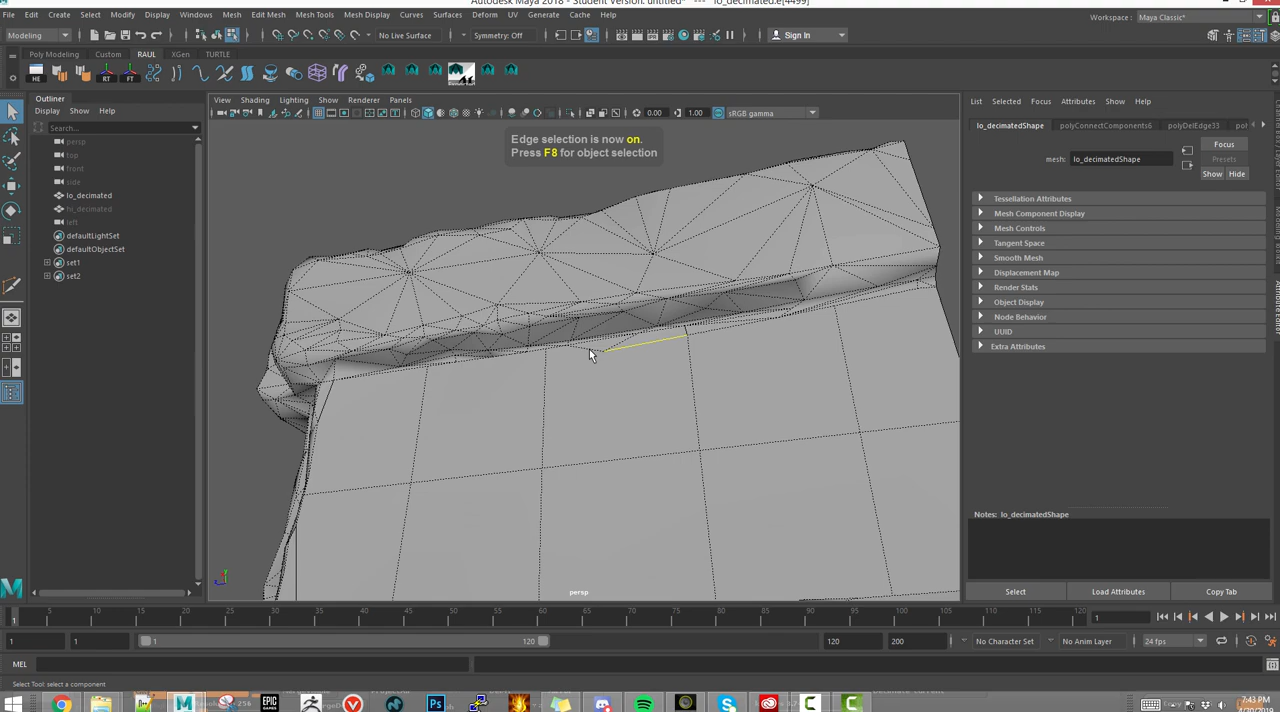 Autodesk Maya 2018 - Student Version: untitled* --- lo_decimated.e[4499]
File Edit Create Select Modify Display Windows Mesh Edit Mesh Mesh Tools Mesh Display Curves Surfaces Deform UV Generate Cache Help
Workspace : Maya Classic*
Modeling No Live Surface Symmetry: Off Sign In
Poly Modeling Custom RAUL XGen TURTLE
HE RT FT
Outliner
Display Show Help
Search...
persp
top
front
side
lo_decimated
hi_decimated
left
defaultLightSet
defaultObjectSet
set1
set2
View Shading Lighting Show Renderer Panels
0.00 1.00 sRGB gamma
Edge selection is now on.
Press F8 for object selection
persp
List Selected Focus Attributes Show Help
lo_decimatedShape polyConnectComponents6 polyDelEdge33
mesh: lo_decimatedShape
Focus
Presets
Show Hide
Tessellation Attributes
Mesh Component Display
Mesh Controls
Tangent Space
Smooth Mesh
Displacement Map
Render Stats
Object Display
Node Behavior
UUID
Extra Attributes
Notes: lo_decimatedShape
Select Load Attributes Copy Tab
5 10 15 20 25 30 35 40 45 50 55 60 65 70 75 80 85 90 95 100 105 110 115 120
1 1
1 1 1 120 120 200 No Character Set No Anim Layer 24 fps
MEL
Select Tool: select a component
7:43 PM
4/30/2019